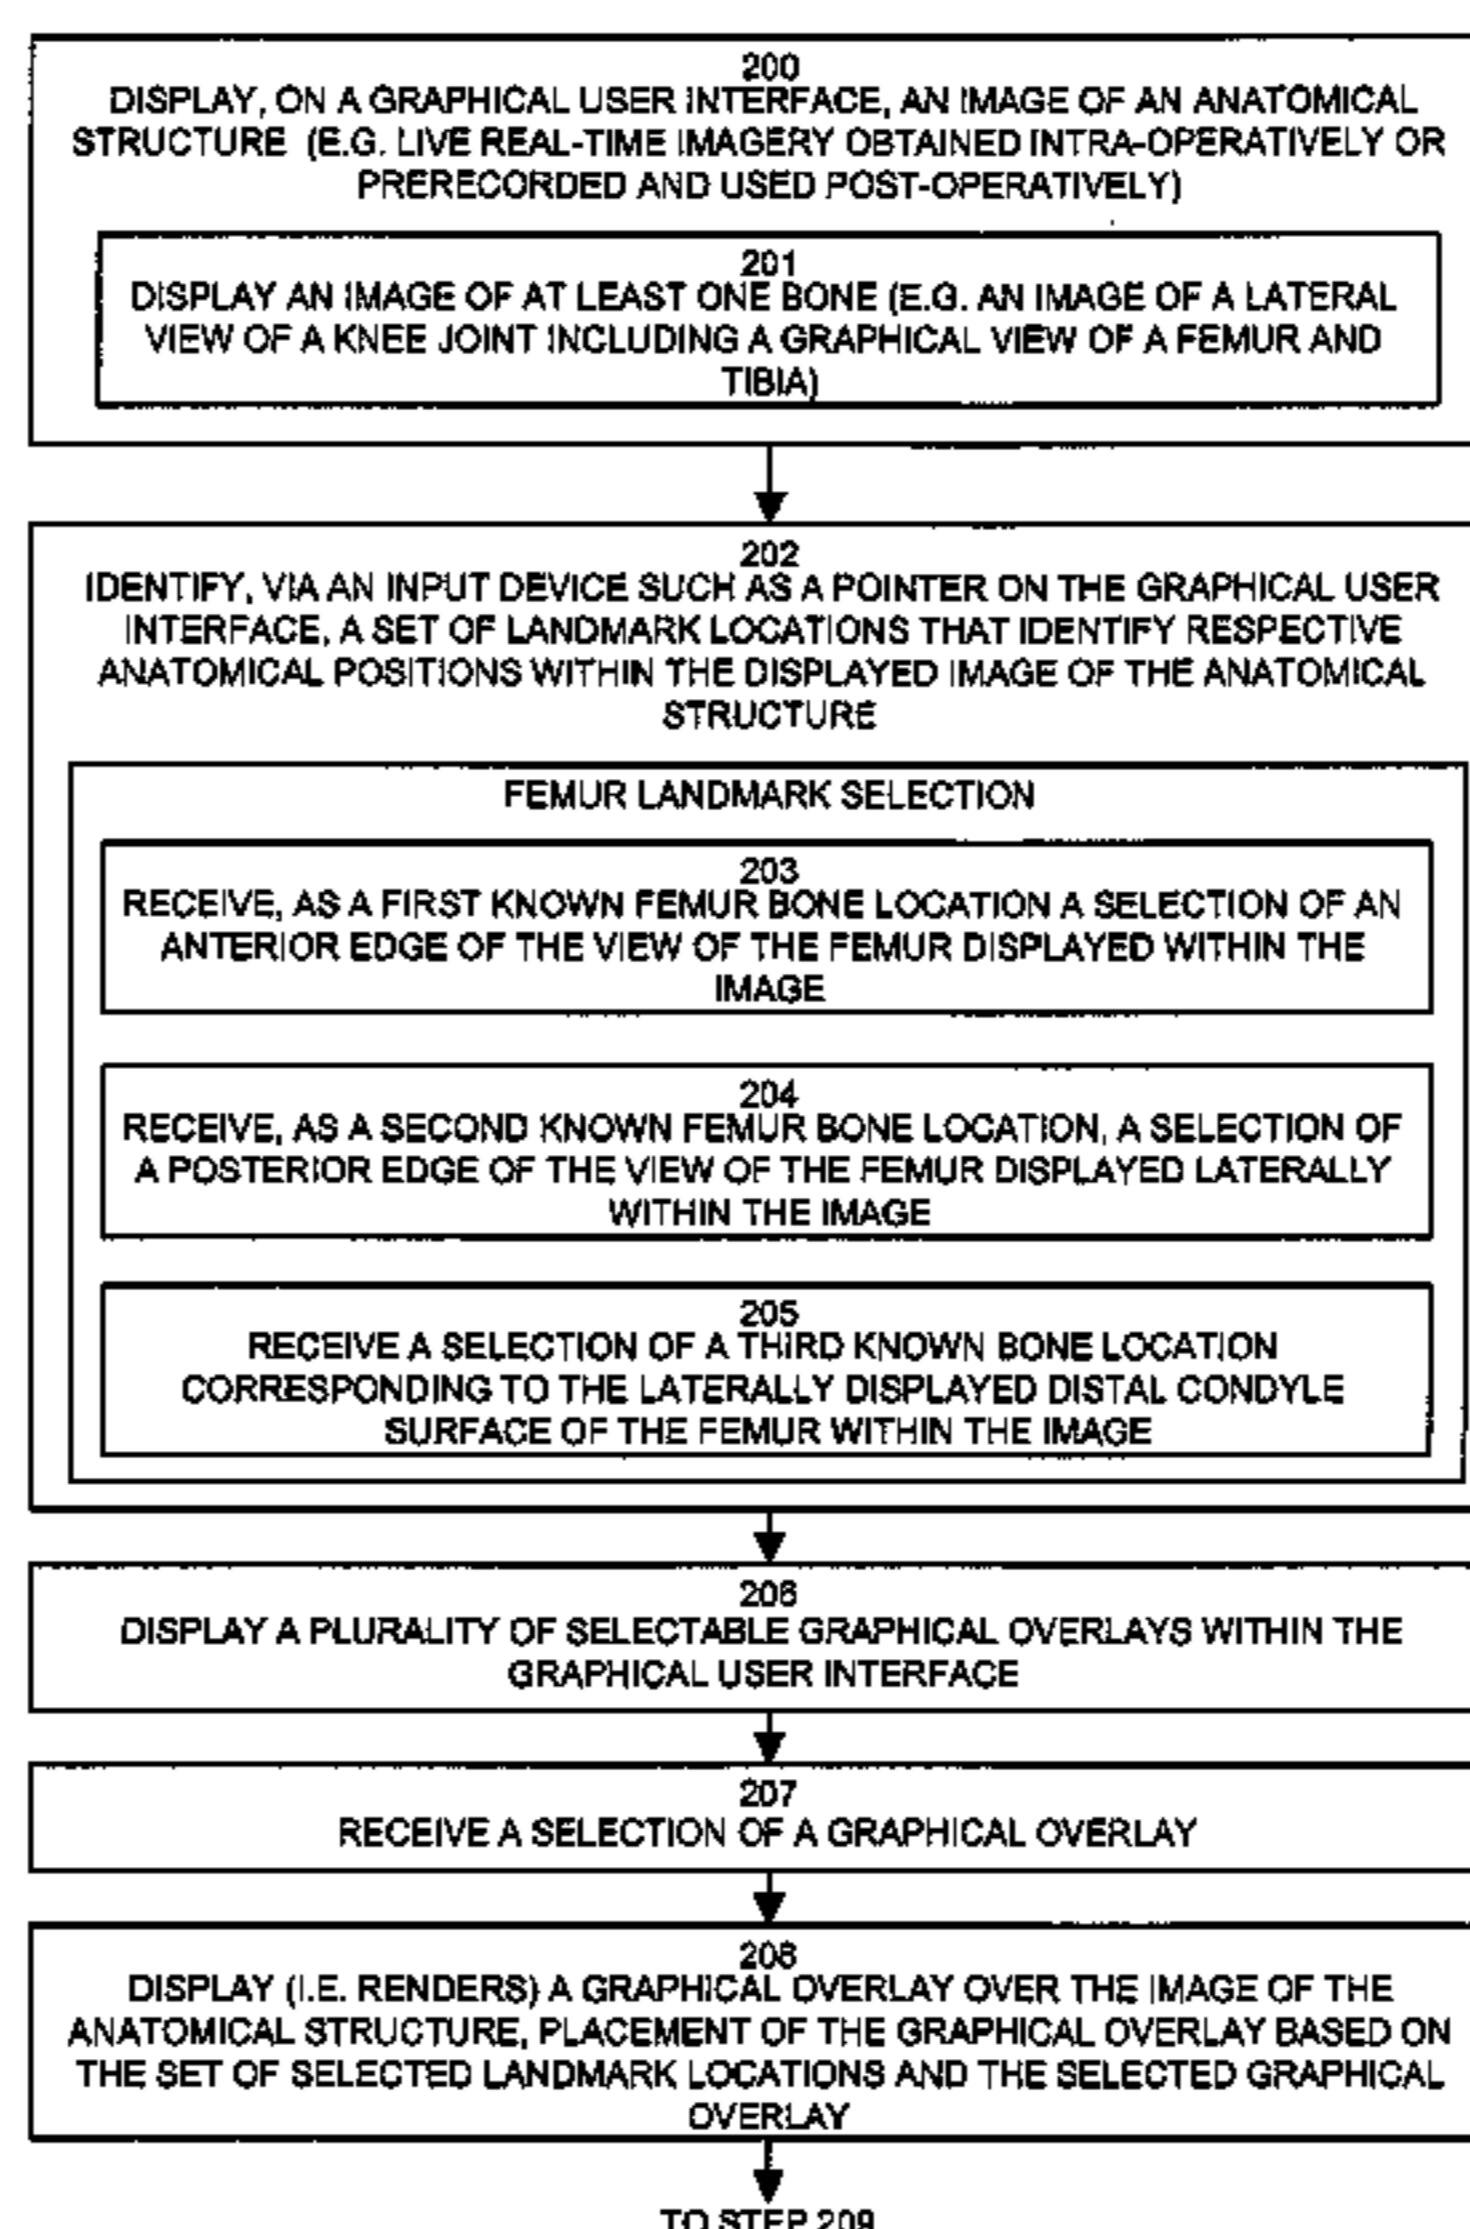 200
DISPLAY, ON A GRAPHICAL USER INTERFACE, AN IMAGE OF AN ANATOMICAL
STRUCTURE (E.G. LIVE REAL-TIME IMAGERY OBTAINED INTRA-OPERATIVELY OR
PRERECORDED AND USED POST-OPERATIVELY)
201
DISPLAY AN IMAGE OF AT LEAST ONE BONE (E.G. AN IMAGE OF A LATERAL
VIEW OF A KNEE JOINT INCLUDING A GRAPHICAL VIEW OF A FEMUR AND
TIBIA)
202
IDENTIFY, VIA AN INPUT DEVICE SUCH AS A POINTER ON THE GRAPHICAL USER
INTERFACE, A SET OF LANDMARK LOCATIONS THAT IDENTIFY RESPECTIVE
ANATOMICAL POSITIONS WITHIN THE DISPLAYED IMAGE OF THE ANATOMICAL
STRUCTURE
FEMUR LANDMARK SELECTION
203
RECEIVE, AS A FIRST KNOWN FEMUR BONE LOCATION A SELECTION OF AN
ANTERIOR EDGE OF THE VIEW OF THE FEMUR DISPLAYED WITHIN THE
IMAGE
204
RECEIVE, AS A SECOND KNOWN FEMUR BONE LOCATION, A SELECTION OF
A POSTERIOR EDGE OF THE VIEW OF THE FEMUR DISPLAYED LATERALLY
WITHIN THE IMAGE
205
RECEIVE A SELECTION OF A THIRD KNOWN BONE LOCATION
CORRESPONDING TO THE LATERALLY DISPLAYED DISTAL CONDYLE
SURFACE OF THE FEMUR WITHIN THE IMAGE
206
DISPLAY A PLURALITY OF SELECTABLE GRAPHICAL OVERLAYS WITHIN THE
GRAPHICAL USER INTERFACE
207
RECEIVE A SELECTION OF A GRAPHICAL OVERLAY
208
DISPLAY (I.E. RENDERS) A GRAPHICAL OVERLAY OVER THE IMAGE OF THE
ANATOMICAL STRUCTURE, PLACEMENT OF THE GRAPHICAL OVERLAY BASED ON
THE SET OF SELECTED LANDMARK LOCATIONS AND THE SELECTED GRAPHICAL
OVERLAY
TO STEP 209